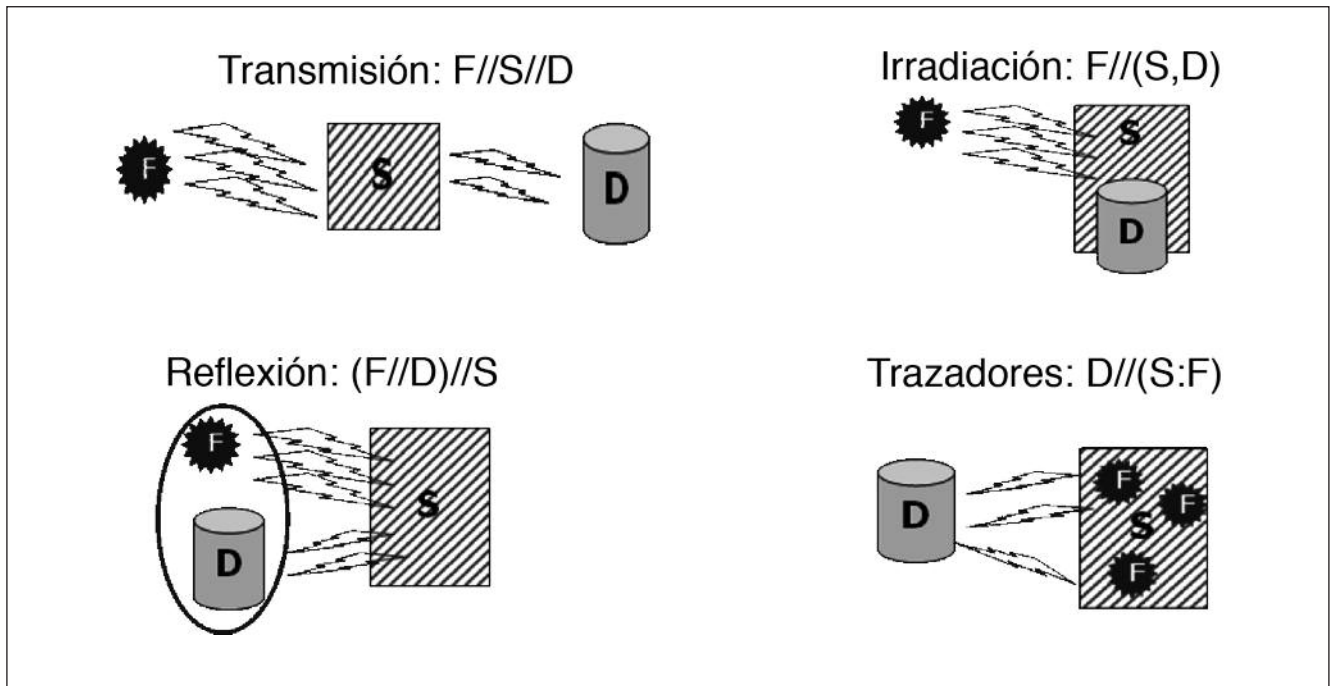 Transmisión: F//S//D
F
S
D
Irradiación: F//(S,D)
F
S
D
Reflexión: (F//D)//S
F
S
D
Trazadores: D//(S:F)
D
F
F
S
F